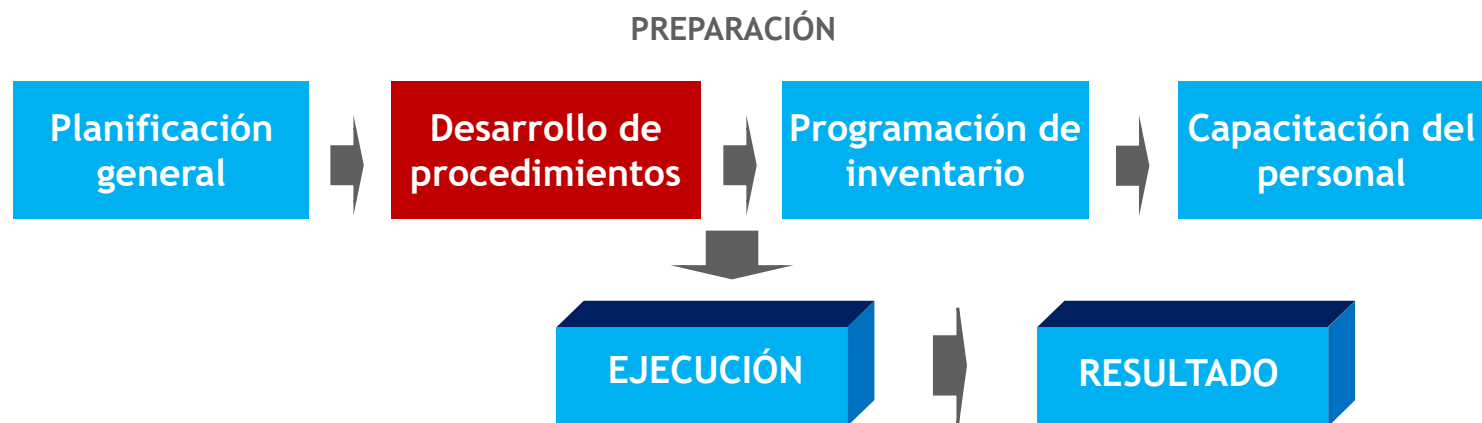 PREPARACIÓN
Planificación
general
Desarrollo de
procedimientos
Programación de
inventario
Capacitación del
personal
EJECUCIÓN
RESULTADO